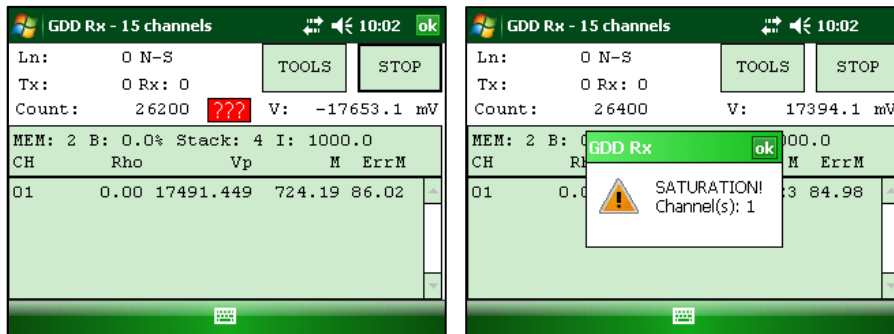 GDD Rx - 15 channels 10:02 ok
Ln: 0 N-S
Tx: 0 Rx: 0
TOOLS STOP
Count: 26200 ??? V: -17653.1 mV
MEM: 2 B: 0.0% Stack: 4 I: 1000.0
CH Rho Vp M ErrM
01 0.00 17491.449 724.19 86.02
GDD Rx - 15 channels 10:02
Ln: 0 N-S
Tx: 0 Rx: 0
TOOLS STOP
Count: 26400 V: 17394.1 mV
MEM: 2 B:
CH
M ErrM
01
84.98
GDD Rx ok
SATURATION!
Channel(s): 1